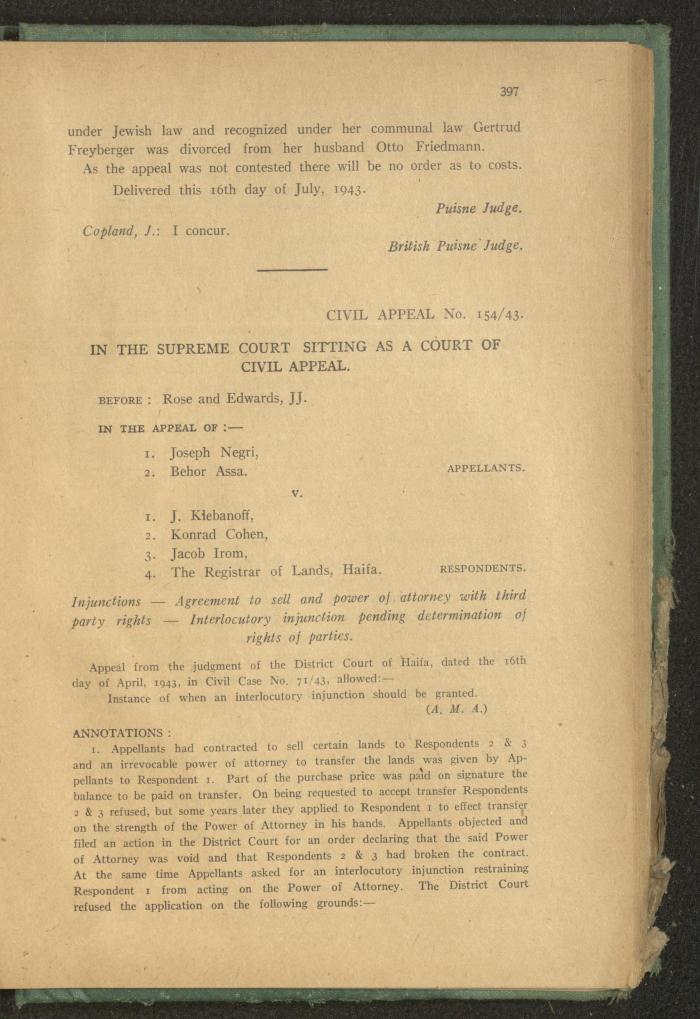 397
under Jewish law and recognized under her communal law Gertrud
Freyberger was divorced from her husband Otto Friedmann.
As the appeal was not contested there will be no order as to costs.
Delivered this 16th day of July, 1943.
Puisne Judge.
Copland, J.: I concur.
British Puisne Judge.
CIVIL APPEAL No. 154/43.
IN THE SUPREME COURT SITTING AS A COURT OF
CIVIL APPEAL.
BEFORE : Rose and Edwards, JJ.
IN THE APPEAL OF :—
1. Joseph Negri,
2. Behor Assa. APPELLANTS.
v.
1. J. Klebanoff,
2. Konrad Cohen,
3. Jacob Irom,
4. The Registrar of Lands, Haifa. RESPONDENTS.
Injunctions — Agreement to sell and power of attorney with third
party rights — Interlocutory injunction pending determination of
rights of parties.
Appeal from the judgment of the District Court of Haifa, dated the 16th
day of April, 1943, in Civil Case No. 71/43, allowed:—
Instance of when an interlocutory injunction should be granted.
(A. M. A.)
ANNOTATIONS :
1. Appellants had contracted to sell certain lands to Respondents 2 & 3
and an irrevocable power of attorney to transfer the lands was given by Ap-
pellants to Respondent 1. Part of the purchase price was paid on signature the
balance to be paid on transfer. On being requested to accept transfer Respondents
2 & 3 refused, but some years later they applied to Respondent 1 to effect transfer
on the strength of the Power of Attorney in his hands. Appellants objected and
filed an action in the District Court for an order declaring that the said Power
of Attorney was void and that Respondents 2 & 3 had broken the contract.
At the same time Appellants asked for an interlocutory injunction restraining
Respondent 1 from acting on the Power of Attorney. The District Court
refused the application on the following grounds:—